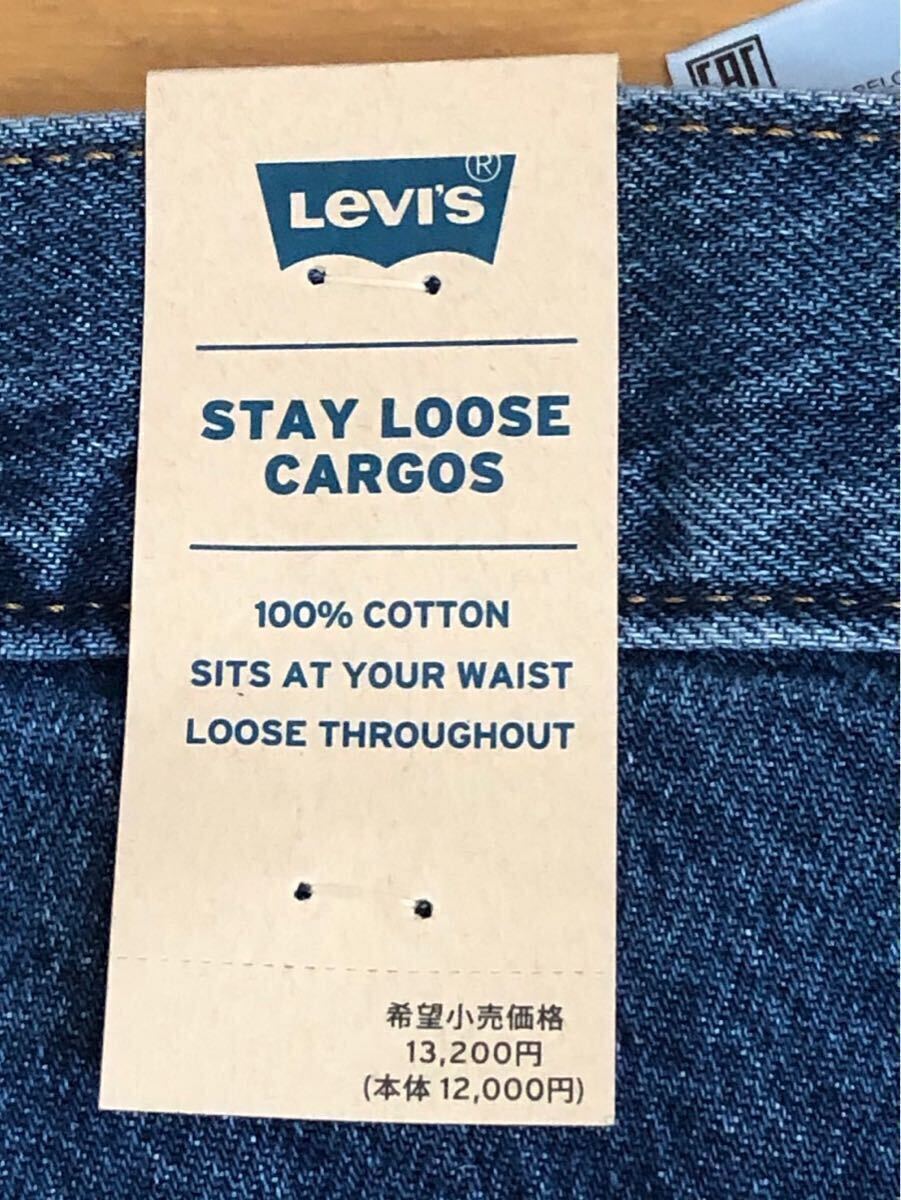 EAC
LEVI'S®
STAY LOOSE
CARGOS
100% COTTON
SITS AT YOUR WAIST
LOOSE THROUGHOUT
希望小売価格
13,200円
(本体 12,000円)